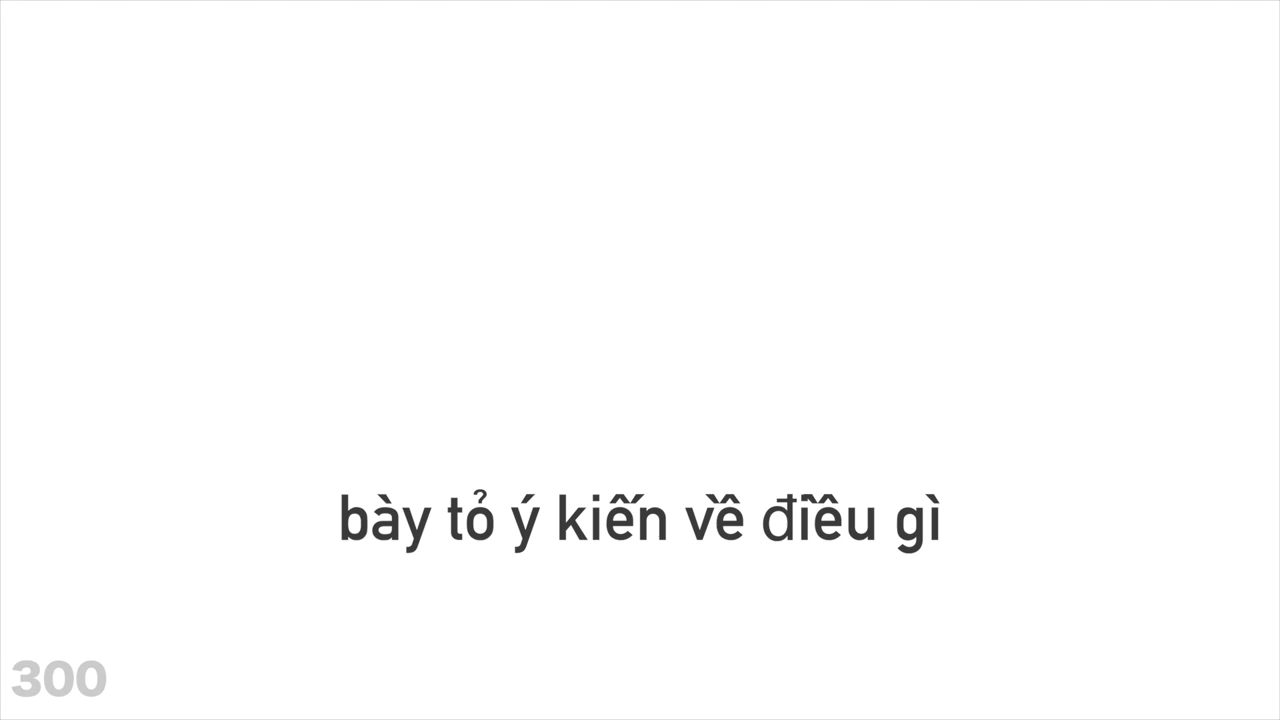 bày tỏ ý kiến về điều gì
300